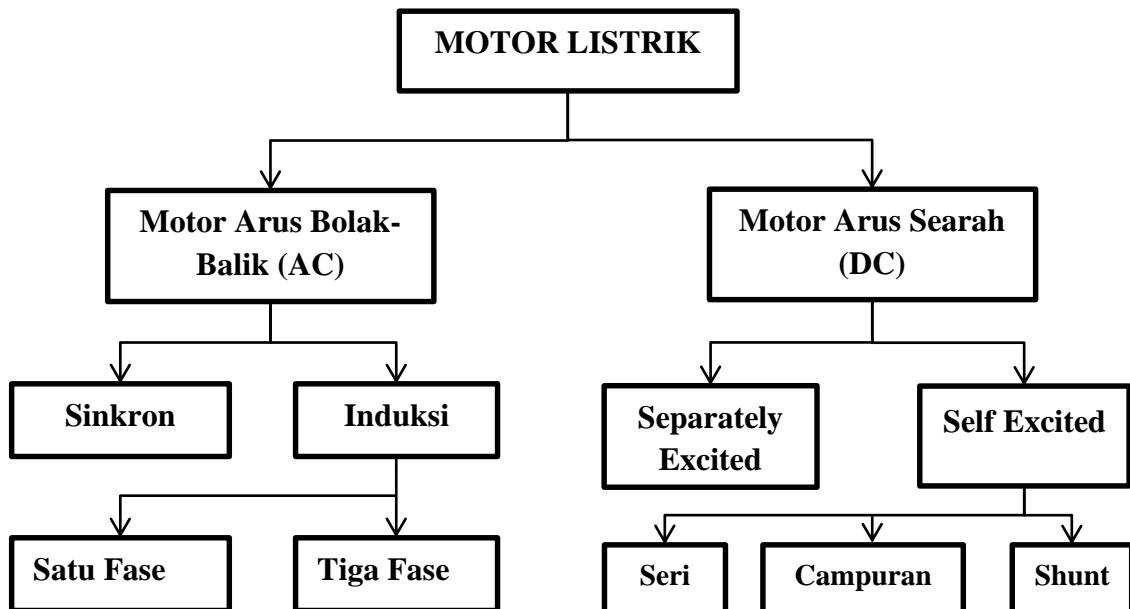 MOTOR LISTRIK
Motor Arus Bolak-
Balik (AC)
Motor Arus Searah
(DC)
Sinkron
Induksi
Separately
Excited
Self Excited
Satu Fase
Tiga Fase
Seri
Campuran
Shunt